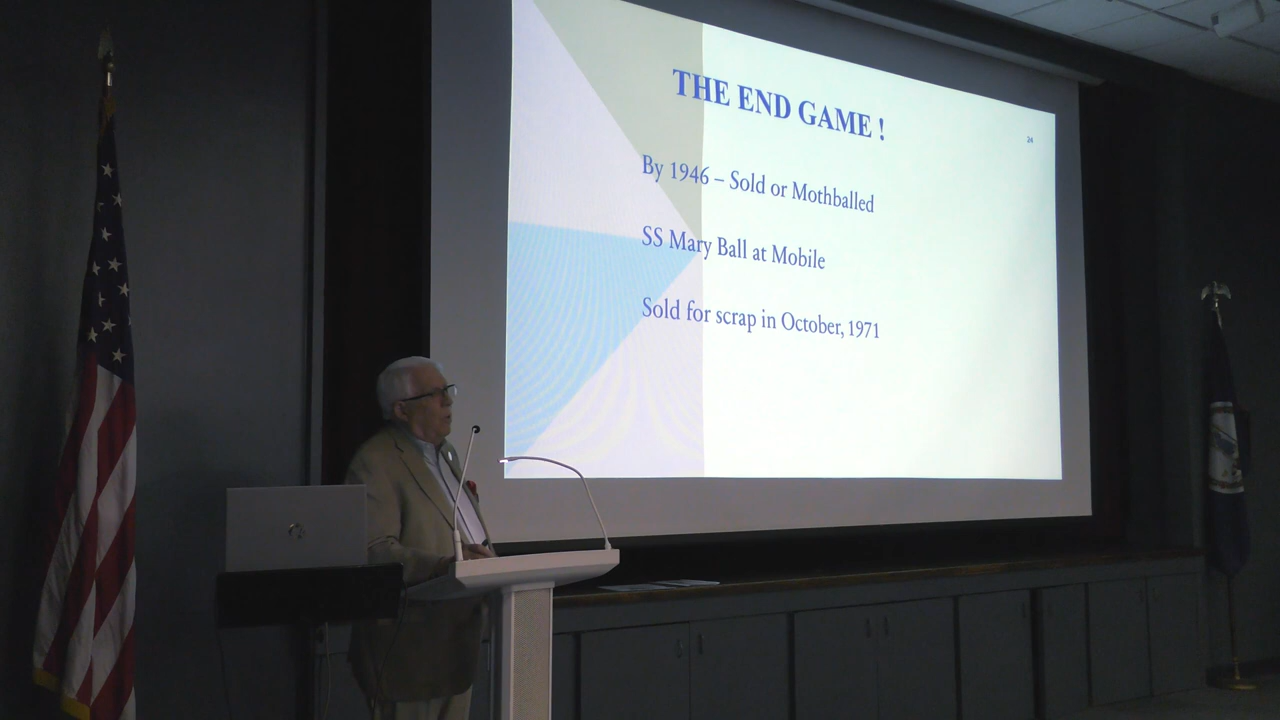 THE END GAME !
24
By 1946 – Sold or Mothballed
SS Mary Ball at Mobile
Sold for scrap in October, 1971